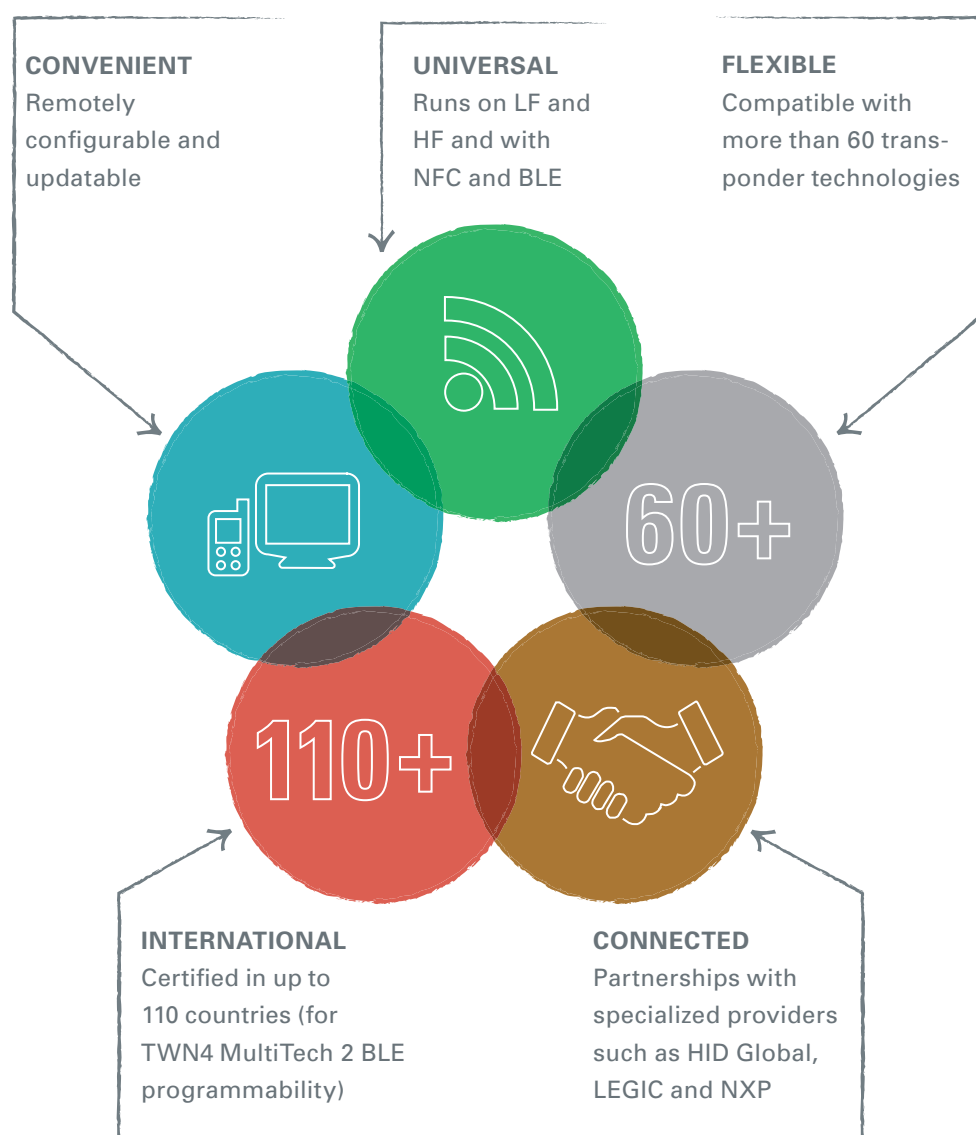 CONVENIENT
Remotely
configurable and
updatable
UNIVERSAL
Runs on LF and
HF and with
NFC and BLE
FLEXIBLE
Compatible with
more than 60 trans-
ponder technologies
60+
110+
INTERNATIONAL
Certified in up to
110 countries (for
TWN4 MultiTech 2 BLE
programmability)
CONNECTED
Partnerships with
specialized providers
such as HID Global,
LEGIC and NXP